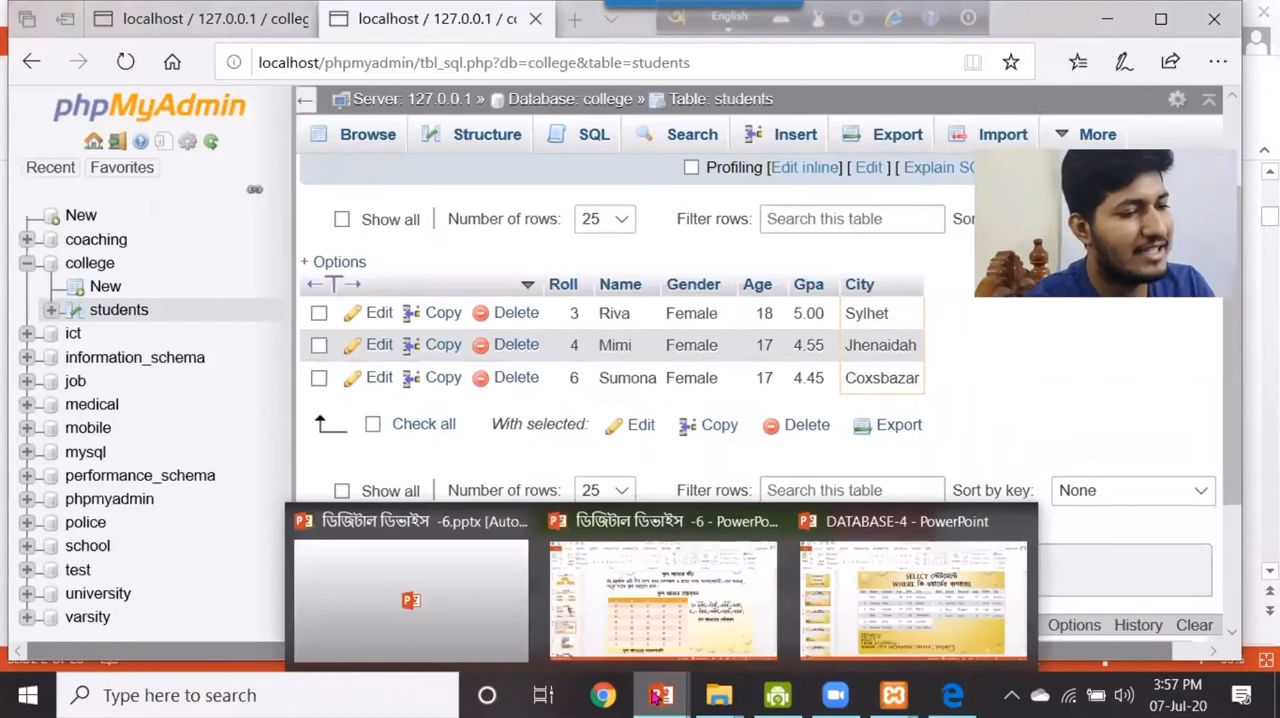 localhost / 127.0.0.1 / colleg
localhost / 127.0.0.1 / cc
English
localhost/phpmyadmin/tbl_sql.php?db=college&table=students
phpMyAdmin
Recent
Favorites
New
coaching
college
New
students
ict
information_schema
job
medical
mobile
mysql
performance_schema
phpmyadmin
police
school
test
university
varsity
Server: 127.0.0.1 » Database: college » Table: students
Browse Structure SQL Search Insert Export Import More
Profiling [Edit inline] [ Edit ] [ Explain SC
Show all Number of rows: 25 Filter rows: Search this table Sor
+ Options
Roll Name Gender Age Gpa City
Edit Copy Delete 3 Riva Female 18 5.00 Sylhet
Edit Copy Delete 4 Mimi Female 17 4.55 Jhenaidah
Edit Copy Delete 6 Sumona Female 17 4.45 Coxsbazar
Check all With selected: Edit Copy Delete Export
Show all Number of rows: 25 Filter rows: Search this table Sort by key: None
ডিজিটাল ডিভাইস -6.pptx [Auto...
ডিজিটাল ডিভাইস -6 - PowerPo...
DATABASE-4 - PowerPoint
SELECT স্টেটমেন্টে
WHERE কি-ওয়ার্ডের ব্যবহারঃ
Options History Clear
Type here to search
3:57 PM
07-Jul-20